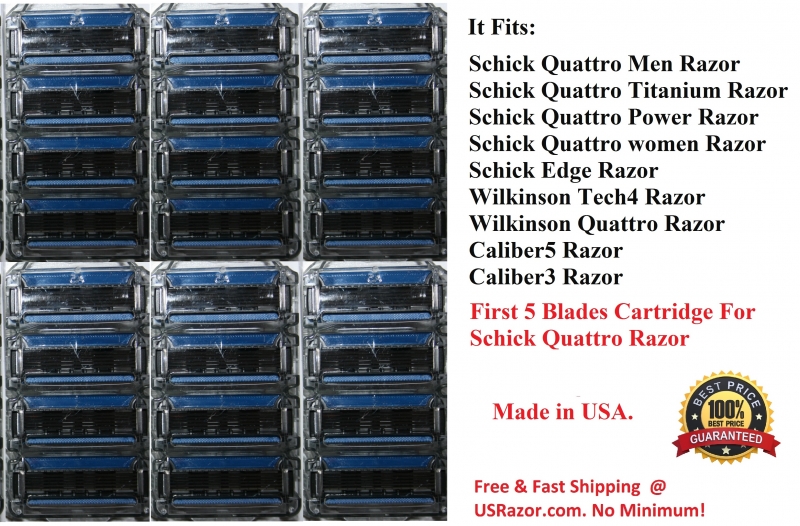 It Fits:
Schick Quattro Men Razor
Schick Quattro Titanium Razor
Schick Quattro Power Razor
Schick Quattro women Razor
Schick Edge Razor
Wilkinson Tech4 Razor
Wilkinson Quattro Razor
Caliber5 Razor
Caliber3 Razor
First 5 Blades Cartridge For
Schick Quattro Razor
Made in USA.
BEST PRICE
100%
BEST PRICE
GUARANTEED
Free & Fast Shipping @
USRazor.com. No Minimum!